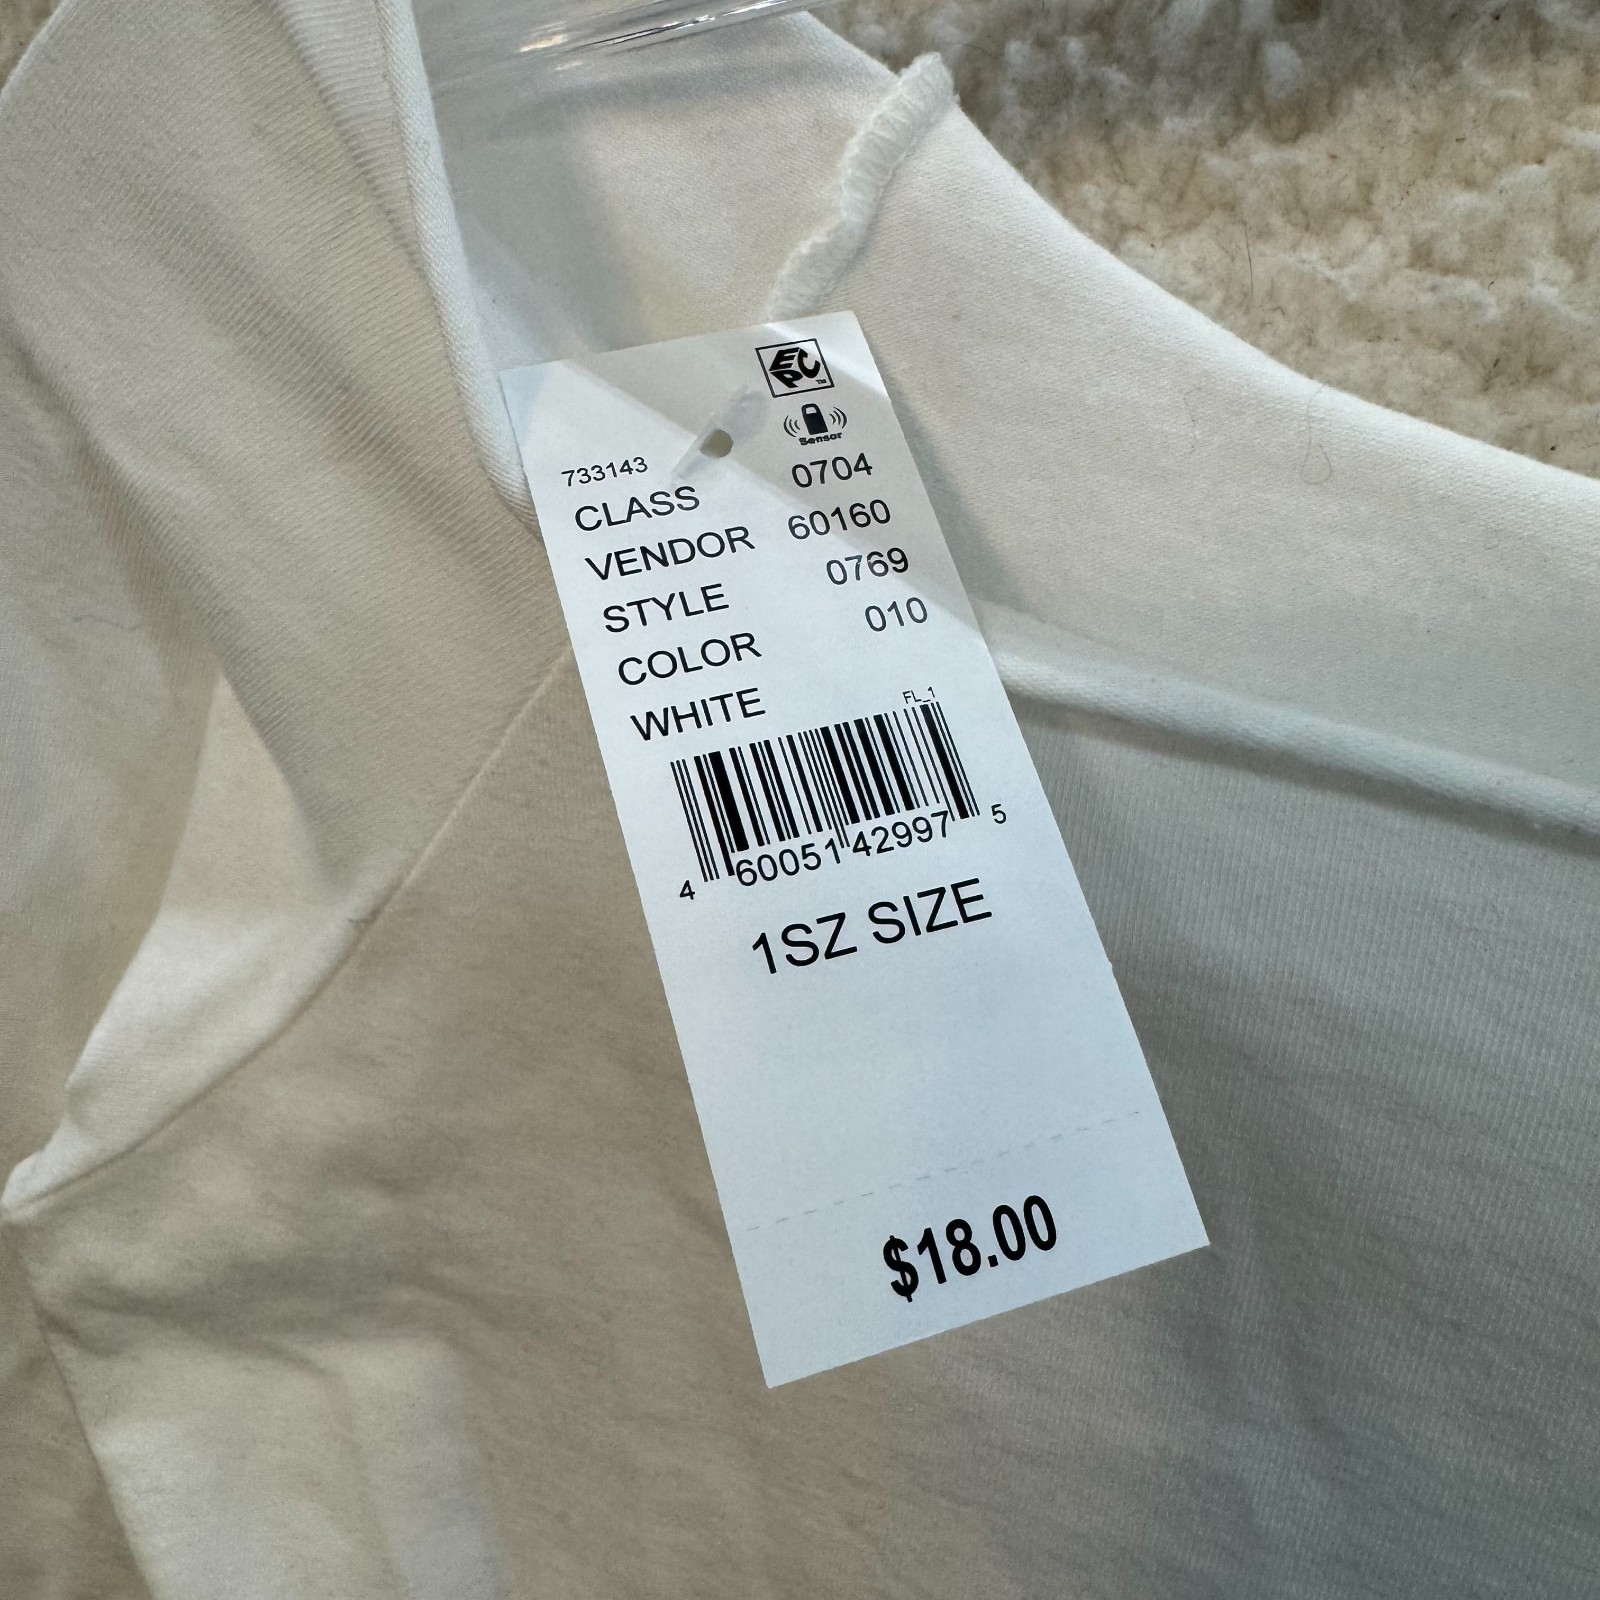 EPC™
Sensor
733143
CLASS 0704
VENDOR 60160
STYLE 0769
COLOR 010
WHITE
FL_1
4 60051 42997 5
1SZ SIZE
$18.00